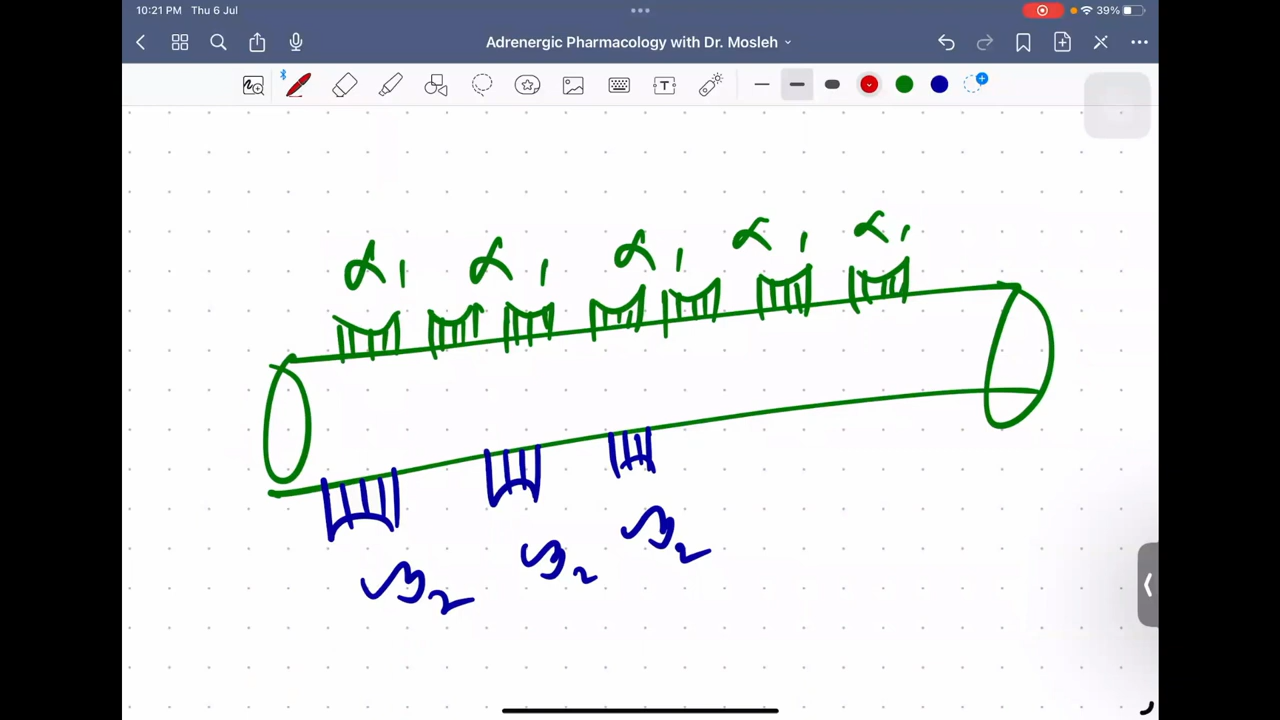 10:21 PM Thu 6 Jul
39%
Adrenergic Pharmacology with Dr. Mosleh
T
α1 α1 α1 α1 α1
β2 β2 β2